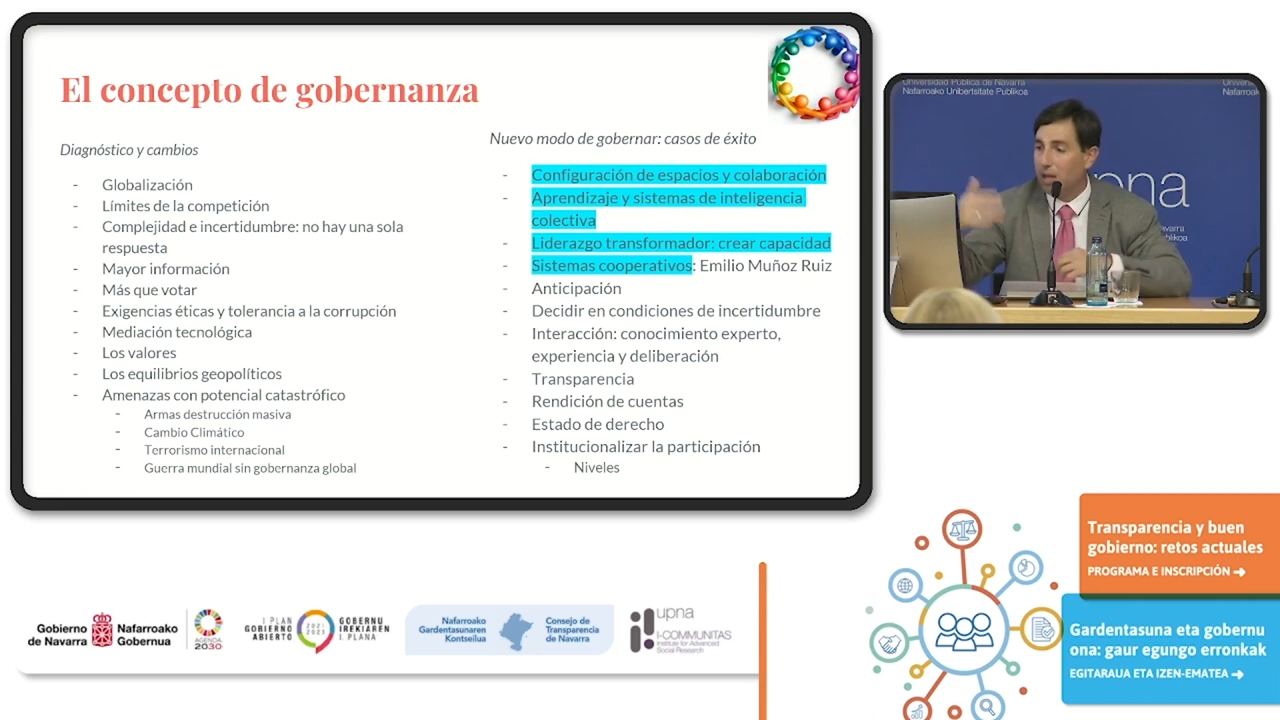 El concepto de gobernanza
Diagnóstico y cambios
- Globalización
- Límites de la competición
- Complejidad e incertidumbre: no hay una sola
respuesta
- Mayor información
- Más que votar
- Exigencias éticas y tolerancia a la corrupción
- Mediación tecnológica
- Los valores
- Los equilibrios geopolíticos
- Amenazas con potencial catastrófico
- Armas destrucción masiva
- Cambio Climático
- Terrorismo internacional
- Guerra mundial sin gobernanza global
Nuevo modo de gobernar: casos de éxito
- Configuración de espacios y colaboración
- Aprendizaje y sistemas de inteligencia
colectiva
- Liderazgo transformador: crear capacidad
- Sistemas cooperativos: Emilio Muñoz Ruiz
- Anticipación
- Decidir en condiciones de incertidumbre
- Interacción: conocimiento experto,
experiencia y deliberación
- Transparencia
- Rendición de cuentas
- Estado de derecho
- Institucionalizar la participación
- Niveles
Universidad Pública de Navarra
Nafarroako Unibertsitate Publikoa
Nafarroak
upna
Transparencia y buen
gobierno: retos actuales
PROGRAMA E INSCRIPCIÓN ➜
Gardentasuna eta gobernu
ona: gaur egungo erronkak
EGITARAUA ETA IZEN-EMATEA ➜
Gobierno
de Navarra
Nafarroako
Gobernua
AGENDA
2030
I PLAN
GOBIERNO
ABIERTO
2021
2023
GOBERNU
IREKIAREN
I. PLANA
Nafarroako
Gardentasunaren
Kontseilua
Consejo de
Transparencia
de Navarra
upna
I-COMMUNITAS
Institute for Advanced
Social Research